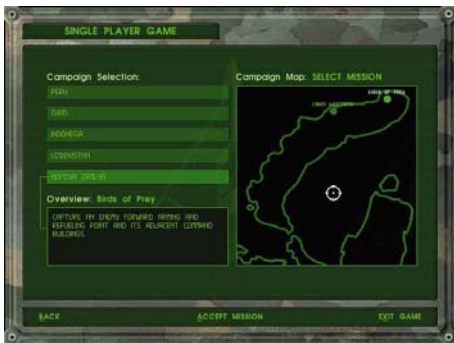 SINGLE PLAYER GAME
Campaign Selection:
PERU
CHAD
INDONESIA
UZBEKISTAN
NOVAYA ZEMLYA
Overview: Birds of Prey
CAPTURE AN ENEMY FORWARD ARMING AND
REFUELING POINT AND ITS ADJACENT COMMAND
BUILDINGS.
Campaign Map: SELECT MISSION
BIRDS OF PREY
BACK
ACCEPT MISSION
EXIT GAME